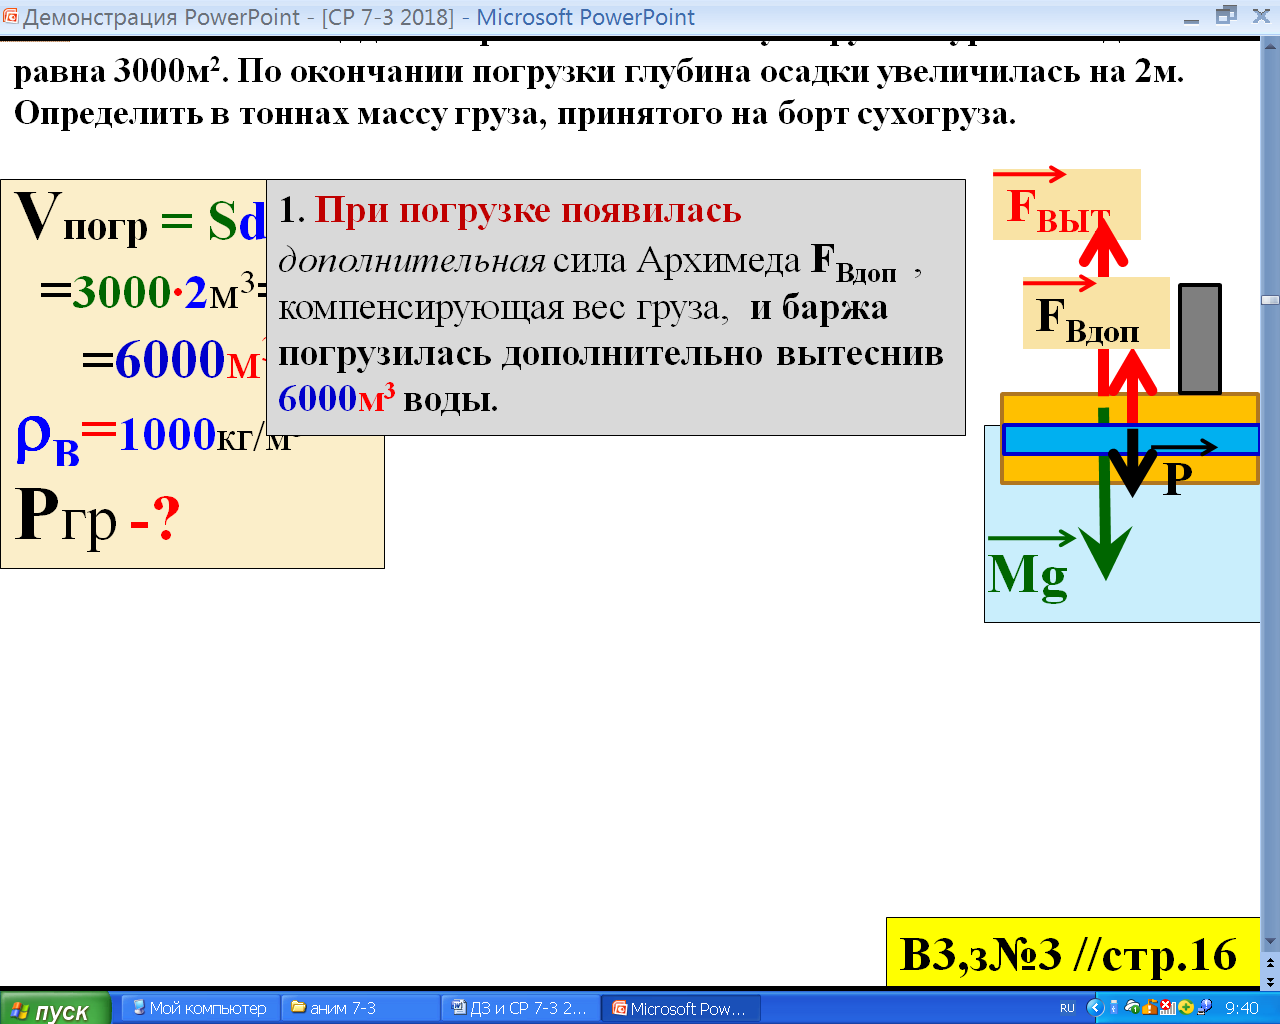 Демонстрация PowerPoint - [СР 7-3 2018] - Microsoft PowerPoint
равна 3000м². По окончании погрузки глубина осадки увеличилась на 2м.
Определить в тоннах массу груза, принятого на борт сухогруза.
Vпогр = Sd
=3000·2м³=
=6000м³
ρв=1000кг/м³
Pгр -?
1. При погрузке появилась
дополнительная сила Архимеда FВдоп ,
компенсирующая вес груза, и баржа
погрузилась дополнительно вытеснив
6000м³ воды.
FВЫТ
FВдоп
P
Mg
В3,з№3 //стр.16
пуск
Мой компьютер
аним 7-3
ДЗ и СР 7-3 2...
Microsoft Pow...
RU
9:40